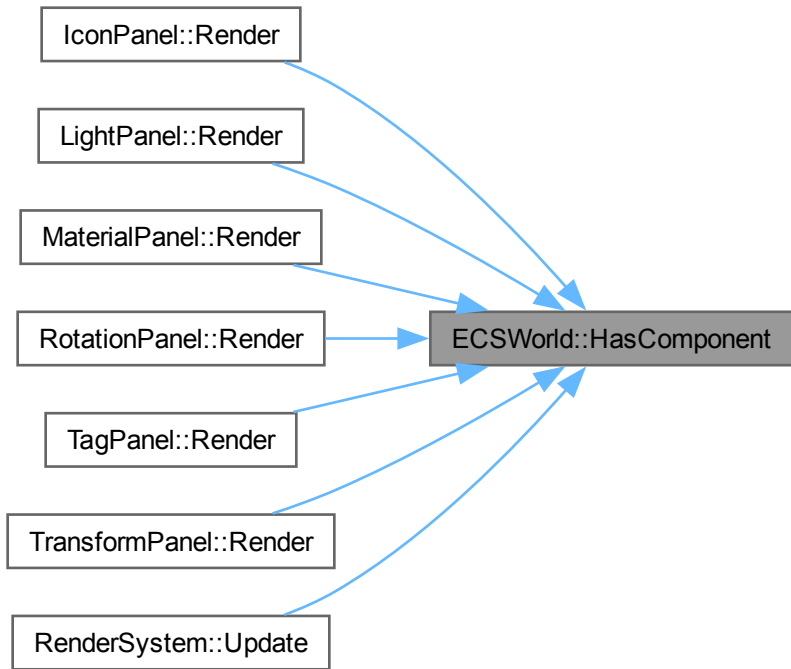 IconPanel::Render
LightPanel::Render
MaterialPanel::Render
RotationPanel::Render
ECSWorld::HasComponent
TagPanel::Render
TransformPanel::Render
RenderSystem::Update